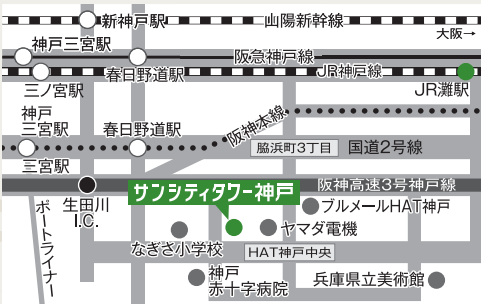 新神戸駅
山陽新幹線
大阪→
神戸三宮駅
阪急神戸線
春日野道駅
JR神戸線
三ノ宮駅
JR灘駅
神戸
三宮駅
春日野道駅
阪神本線
脇浜町3丁目
国道2号線
三宮駅
阪神高速3号神戸線
サンシティタワー神戸
生田川
I.C.
ポートライナー
ブルメールHAT神戸
ヤマダ電機
なぎさ小学校
HAT神戸中央
神戸
赤十字病院
兵庫県立美術館